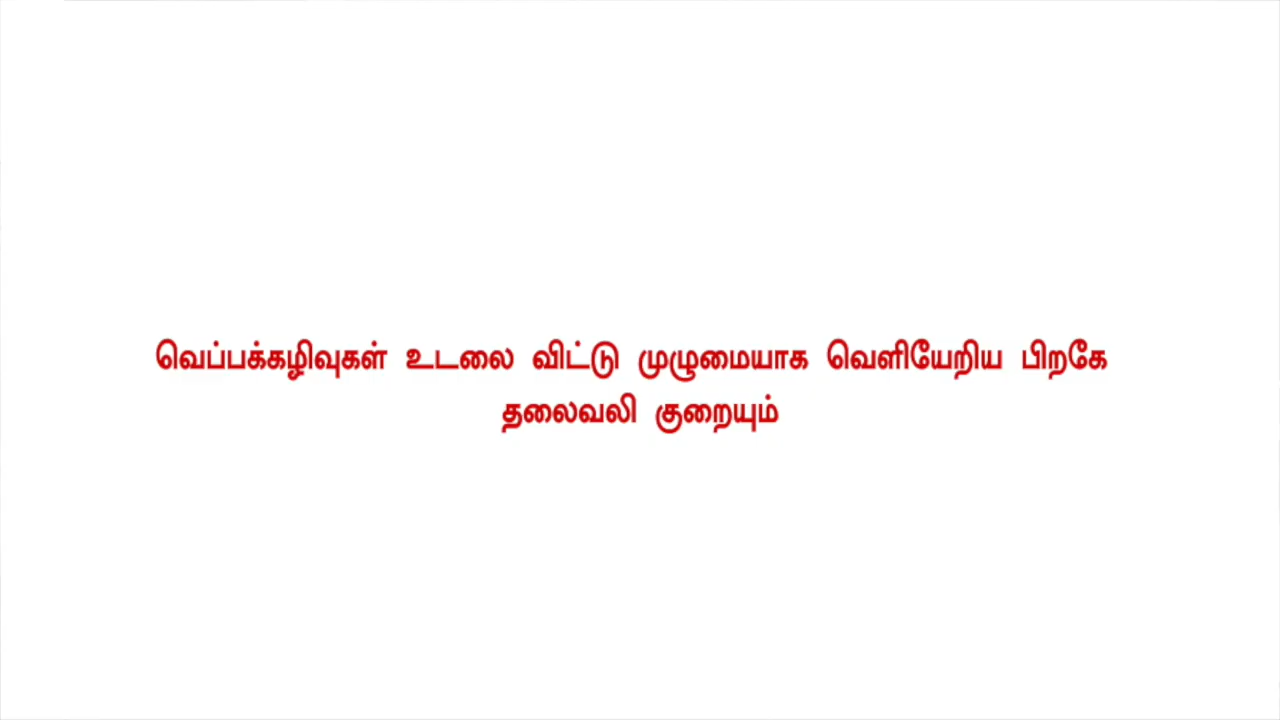 வெப்பக்கழிவுகள் உடலை விட்டு முழுமையாக வெளியேறிய பிறகே
தலைவலி குறையும்